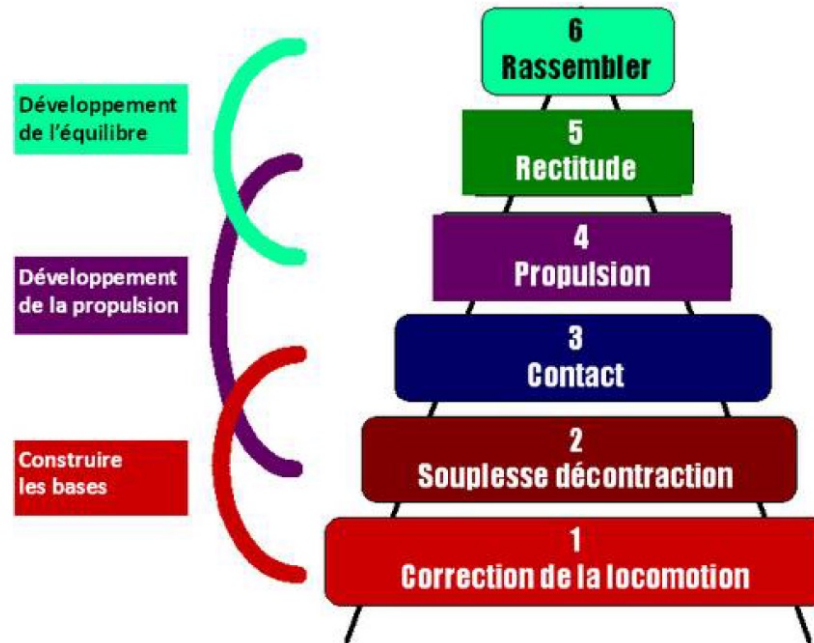 Développement
de l'équilibre
Développement
de la propulsion
Construire
les bases
6
Rassembler
5
Rectitude
4
Propulsion
3
Contact
2
Souplesse décontraction
1
Correction de la locomotion